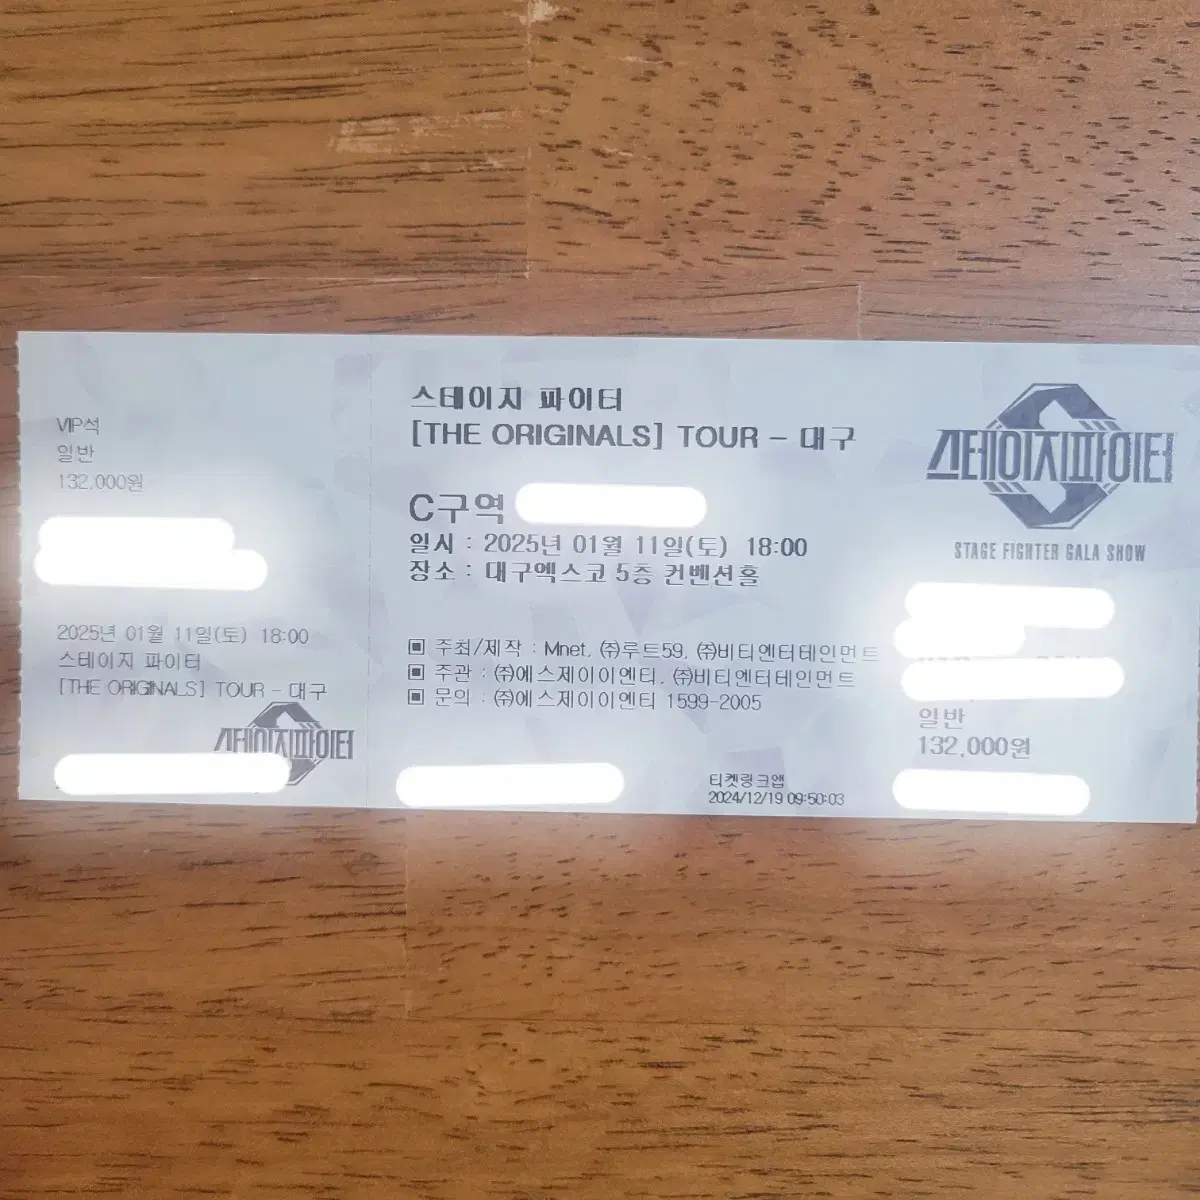 VIP석
일반
132,000원
2025년 01월 11일(토) 18:00
스테이지 파이터
[THE ORIGINALS] TOUR - 대구
스테이지파이터
스테이지 파이터
[THE ORIGINALS] TOUR - 대구
C구역
일시 : 2025년 01월 11일(토) 18:00
장소 : 대구엑스코 5층 컨벤션홀
▣ 주최/제작 : Mnet, ㈜루트59, ㈜비티엔터테인먼트
▣ 주관 : ㈜에스제이이엔티, ㈜비티엔터테인먼트
▣ 문의 : ㈜에스제이이엔티 1599-2005
티켓링크앱
2024/12/19 09:50:03
스테이지파이터
STAGE FIGHTER GALA SHOW
일반
132,000원